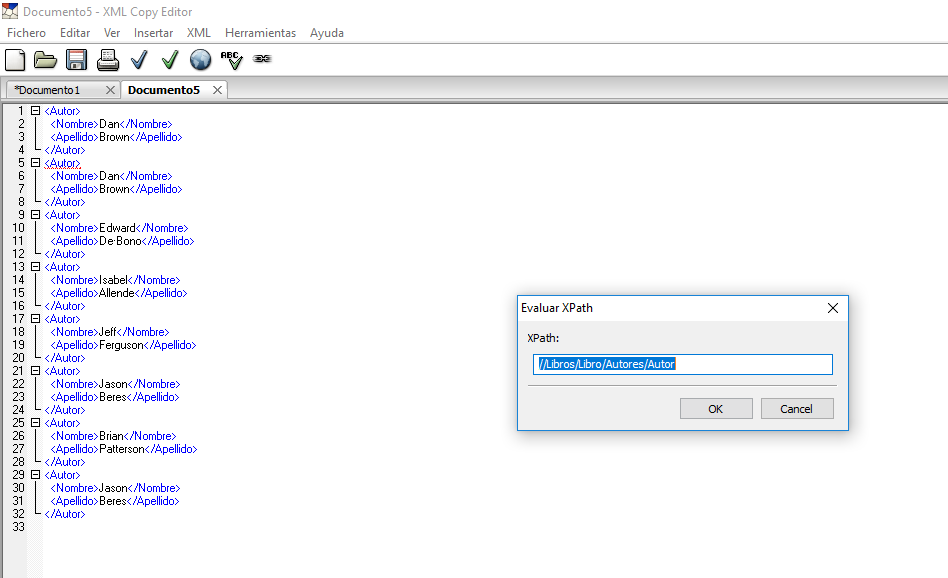 Documento5 - XML Copy Editor
Fichero Editar Ver Insertar XML Herramientas Ayuda
ABC
*Documento1 Documento5
1 <Autor>
2 <Nombre>Dan</Nombre>
3 <Apellido>Brown</Apellido>
4 </Autor>
5 <Autor>
6 <Nombre>Dan</Nombre>
7 <Apellido>Brown</Apellido>
8 </Autor>
9 <Autor>
10 <Nombre>Edward</Nombre>
11 <Apellido>De·Bono</Apellido>
12 </Autor>
13 <Autor>
14 <Nombre>Isabel</Nombre>
15 <Apellido>Allende</Apellido>
16 </Autor>
17 <Autor>
18 <Nombre>Jeff</Nombre>
19 <Apellido>Ferguson</Apellido>
20 </Autor>
21 <Autor>
22 <Nombre>Jason</Nombre>
23 <Apellido>Beres</Apellido>
24 </Autor>
25 <Autor>
26 <Nombre>Brian</Nombre>
27 <Apellido>Patterson</Apellido>
28 </Autor>
29 <Autor>
30 <Nombre>Jason</Nombre>
31 <Apellido>Beres</Apellido>
32 </Autor>
33
Evaluar XPath
XPath:
//Libros/Libro/Autores/Autor
OK Cancel